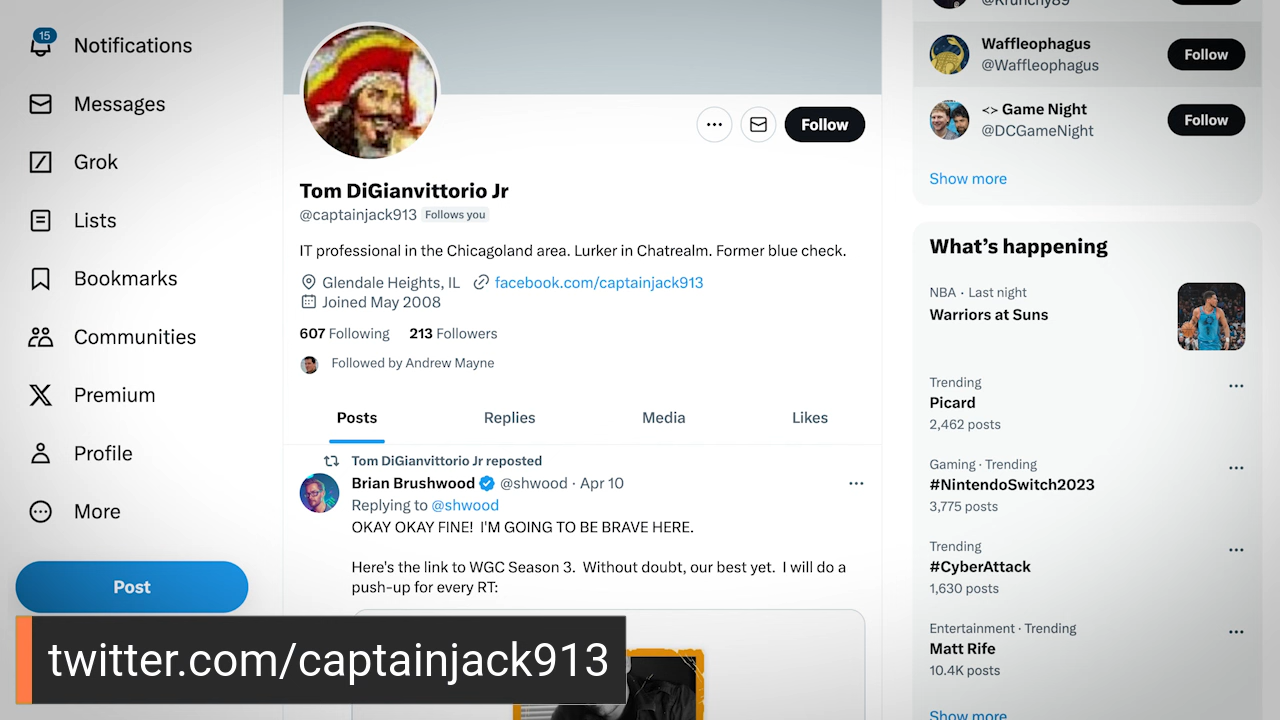 15
Notifications
Messages
Grok
Lists
Bookmarks
Communities
Premium
Profile
More
Post
Follow
Tom DiGianvittorio Jr
@captainjack913 Follows you
IT professional in the Chicagoland area. Lurker in Chatrealm. Former blue check.
Glendale Heights, IL facebook.com/captainjack913
Joined May 2008
607 Following 213 Followers
Followed by Andrew Mayne
Posts Replies Media Likes
Tom DiGianvittorio Jr reposted
Brian Brushwood @shwood · Apr 10
Replying to @shwood
OKAY OKAY FINE! I'M GOING TO BE BRAVE HERE.
Here's the link to WGC Season 3. Without doubt, our best yet. I will do a
push-up for every RT:
@Krunchy89
Waffleophagus
@Waffleophagus
Follow
<> Game Night
@DCGameNight
Follow
Show more
What's happening
NBA · Last night
Warriors at Suns
Trending
Picard
2,462 posts
Gaming · Trending
#NintendoSwitch2023
3,775 posts
Trending
#CyberAttack
1,630 posts
Entertainment · Trending
Matt Rife
10.4K posts
Show more
twitter.com/captainjack913